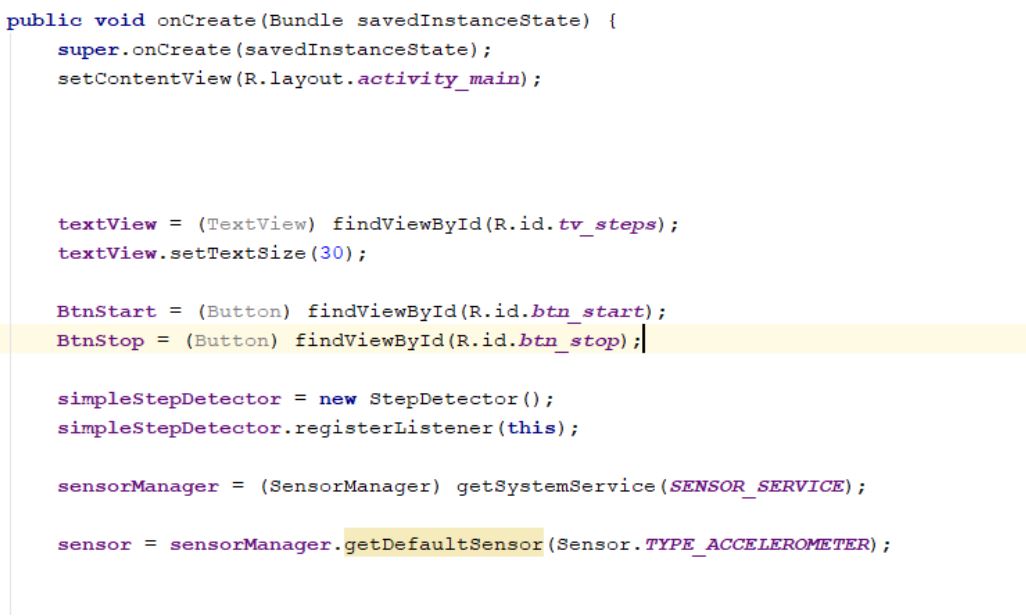 public void onCreate(Bundle savedInstanceState) {
super.onCreate(savedInstanceState);
setContentView(R.layout.activity_main);
textView = (TextView) findViewById(R.id.tv_steps);
textView.setTextSize(30);
BtnStart = (Button) findViewById(R.id.btn_start);
BtnStop = (Button) findViewById(R.id.btn_stop);
simpleStepDetector = new StepDetector();
simpleStepDetector.registerListener(this);
sensorManager = (SensorManager) getSystemService(SENSOR_SERVICE);
sensor = sensorManager.getDefaultSensor(Sensor.TYPE_ACCELEROMETER);